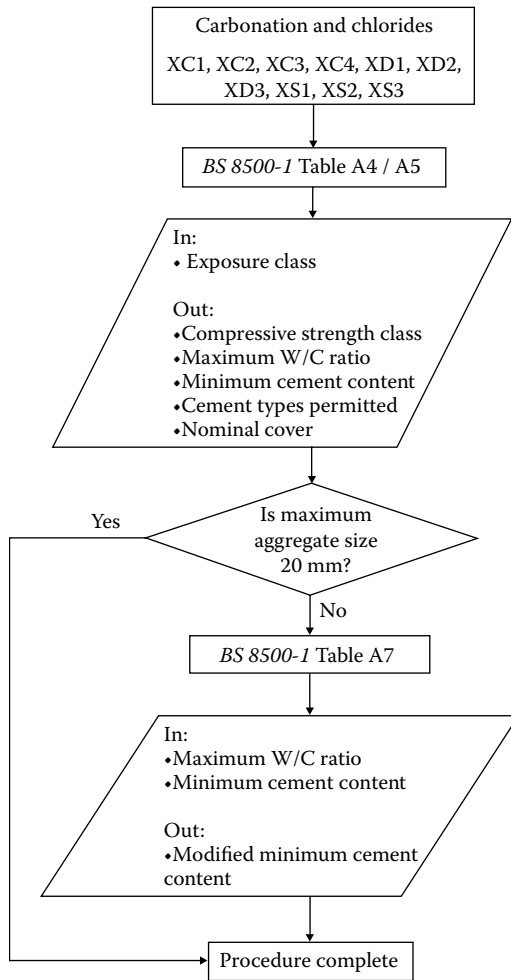 Carbonation and chlorides
XC1, XC2, XC3, XC4, XD1, XD2,
XD3, XS1, XS2, XS3
BS 8500-1 Table A4 / A5
In:
• Exposure class
Out:
•Compressive strength class
•Maximum W/C ratio
•Minimum cement content
•Cement types permitted
•Nominal cover
Yes
Is maximum
aggregate size
20 mm?
No
BS 8500-1 Table A7
In:
•Maximum W/C ratio
•Minimum cement content
Out:
•Modified minimum cement
content
Procedure complete